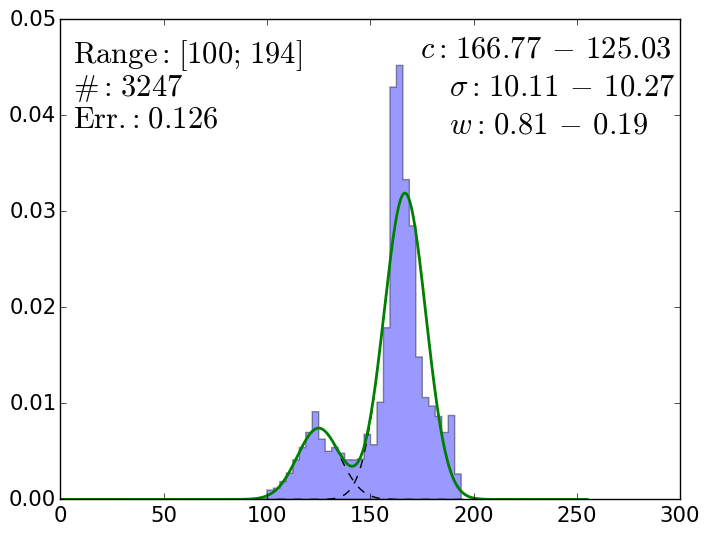 0.05
Range: [100; 194]
c: 166.77 − 125.03
#: 3247
σ: 10.11 − 10.27
Err.: 0.126
w: 0.81 − 0.19
0.04
0.03
0.02
0.01
0.00
0 50 100 150 200 250 300